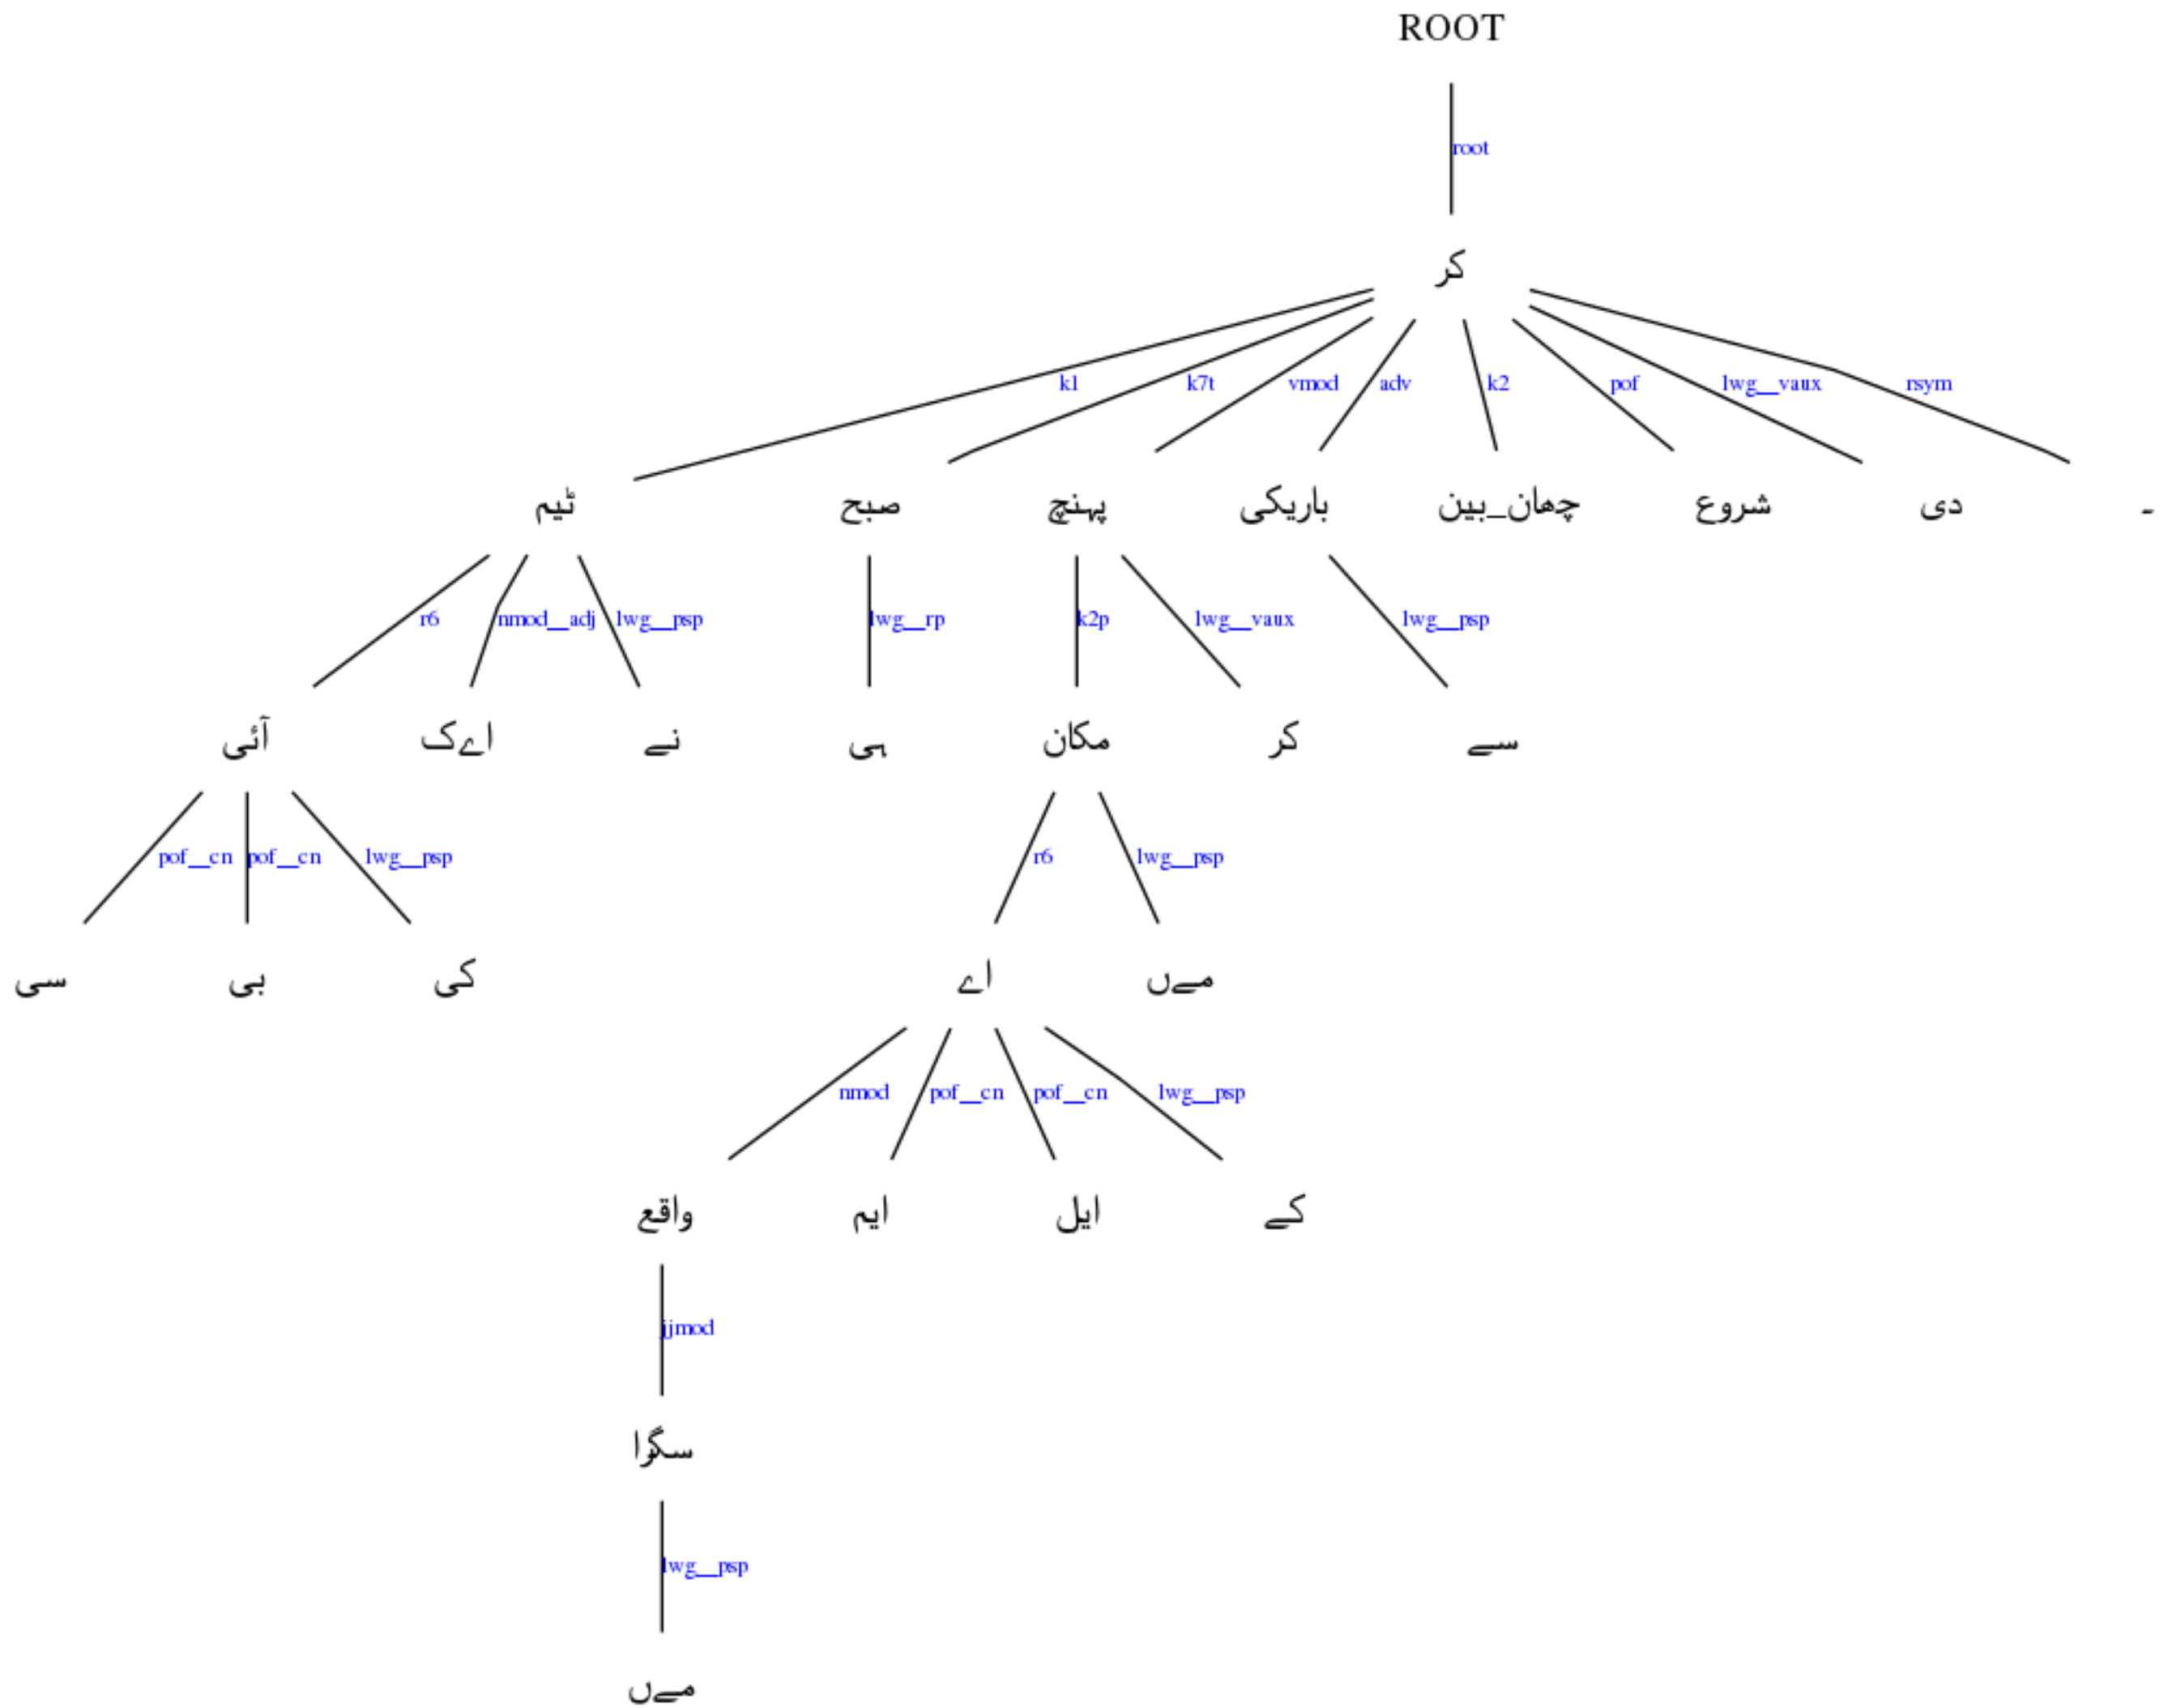 ROOT
root
کر
k1 k7t vmod adv k2 pof lwg__vaux rsym
ٹیم صبح پہنچ باریکی چھان_بین شروع دی ۔
r6 nmod__adj lwg__psp lwg__rp k2p lwg__vaux lwg__psp
آئی اےک نے ہی مکان کر سے
pof__cn pof__cn lwg__psp r6 lwg__psp
سی بی کی اے مےں
nmod pof__cn pof__cn lwg__psp
واقع ایم ایل کے
jjmod
سگرا
lwg__psp
مےں